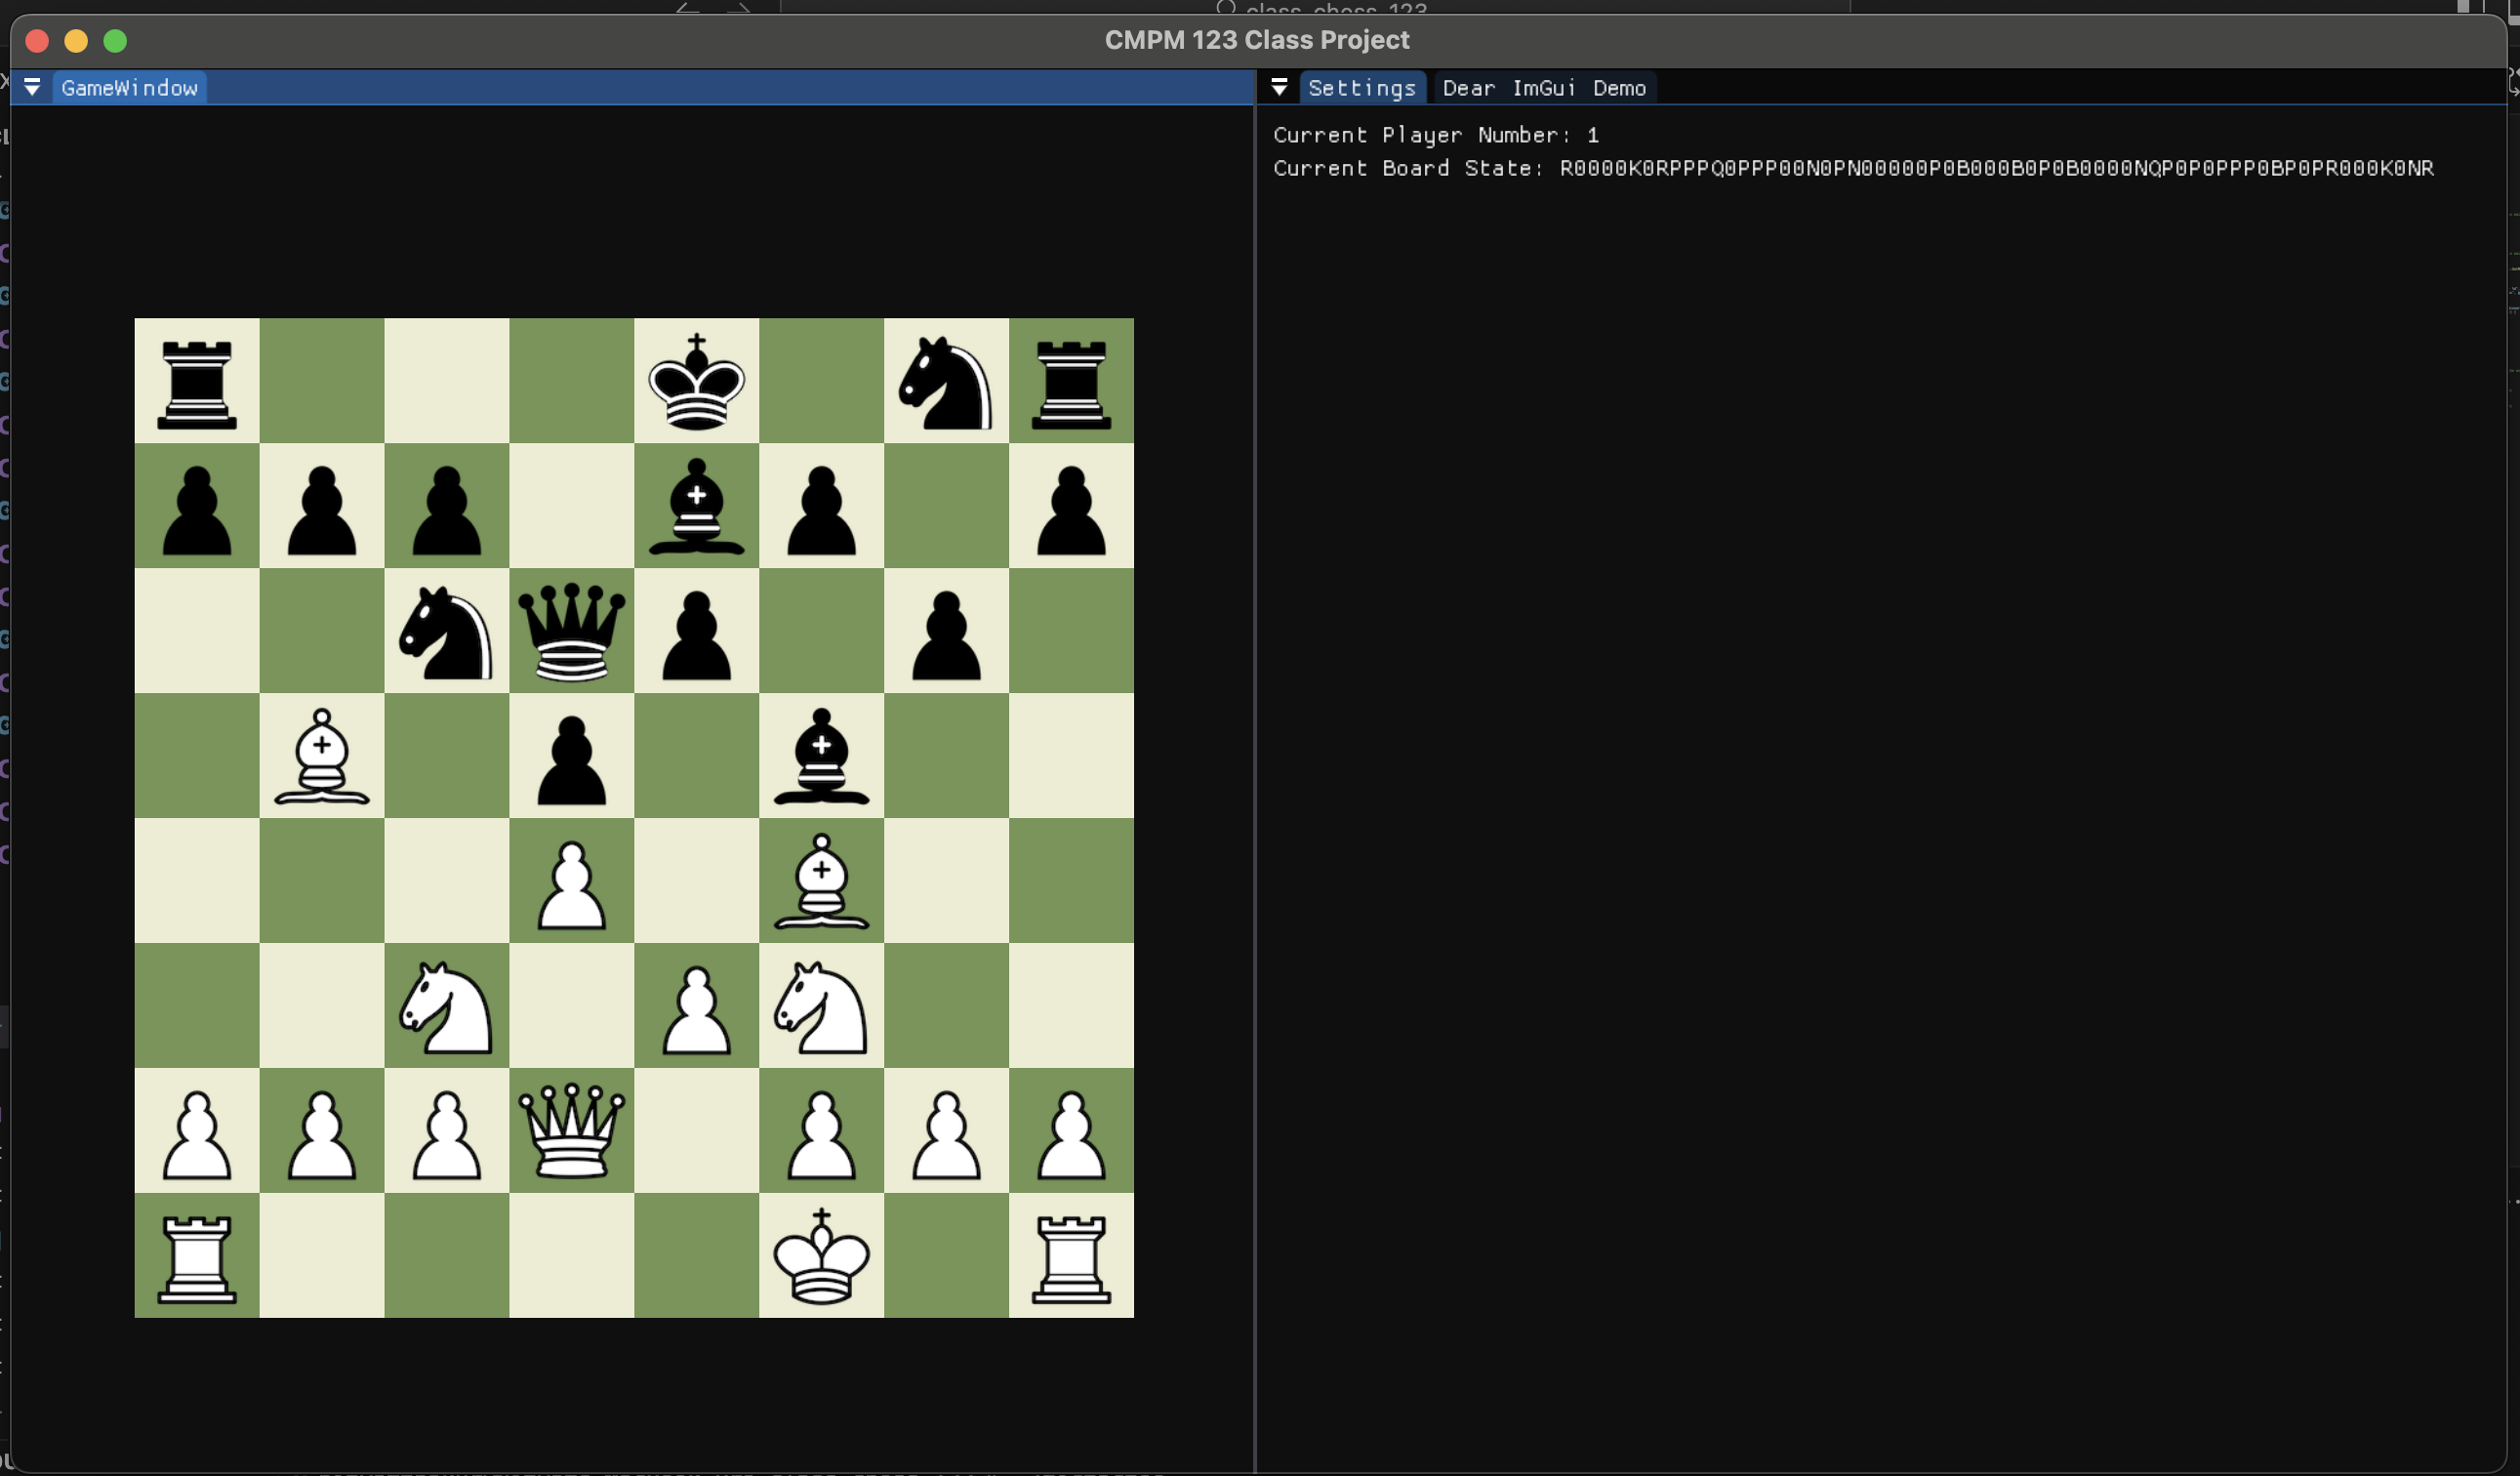 CMPM 123 Class Project
GameWindow
Settings
Dear ImGui Demo
Current Player Number: 1
Current Board State: R0000K0RPPPQ0PPP00N0PN00000P0B000B0P0B0000NQP0P0PPP0BP0PR000K0NR